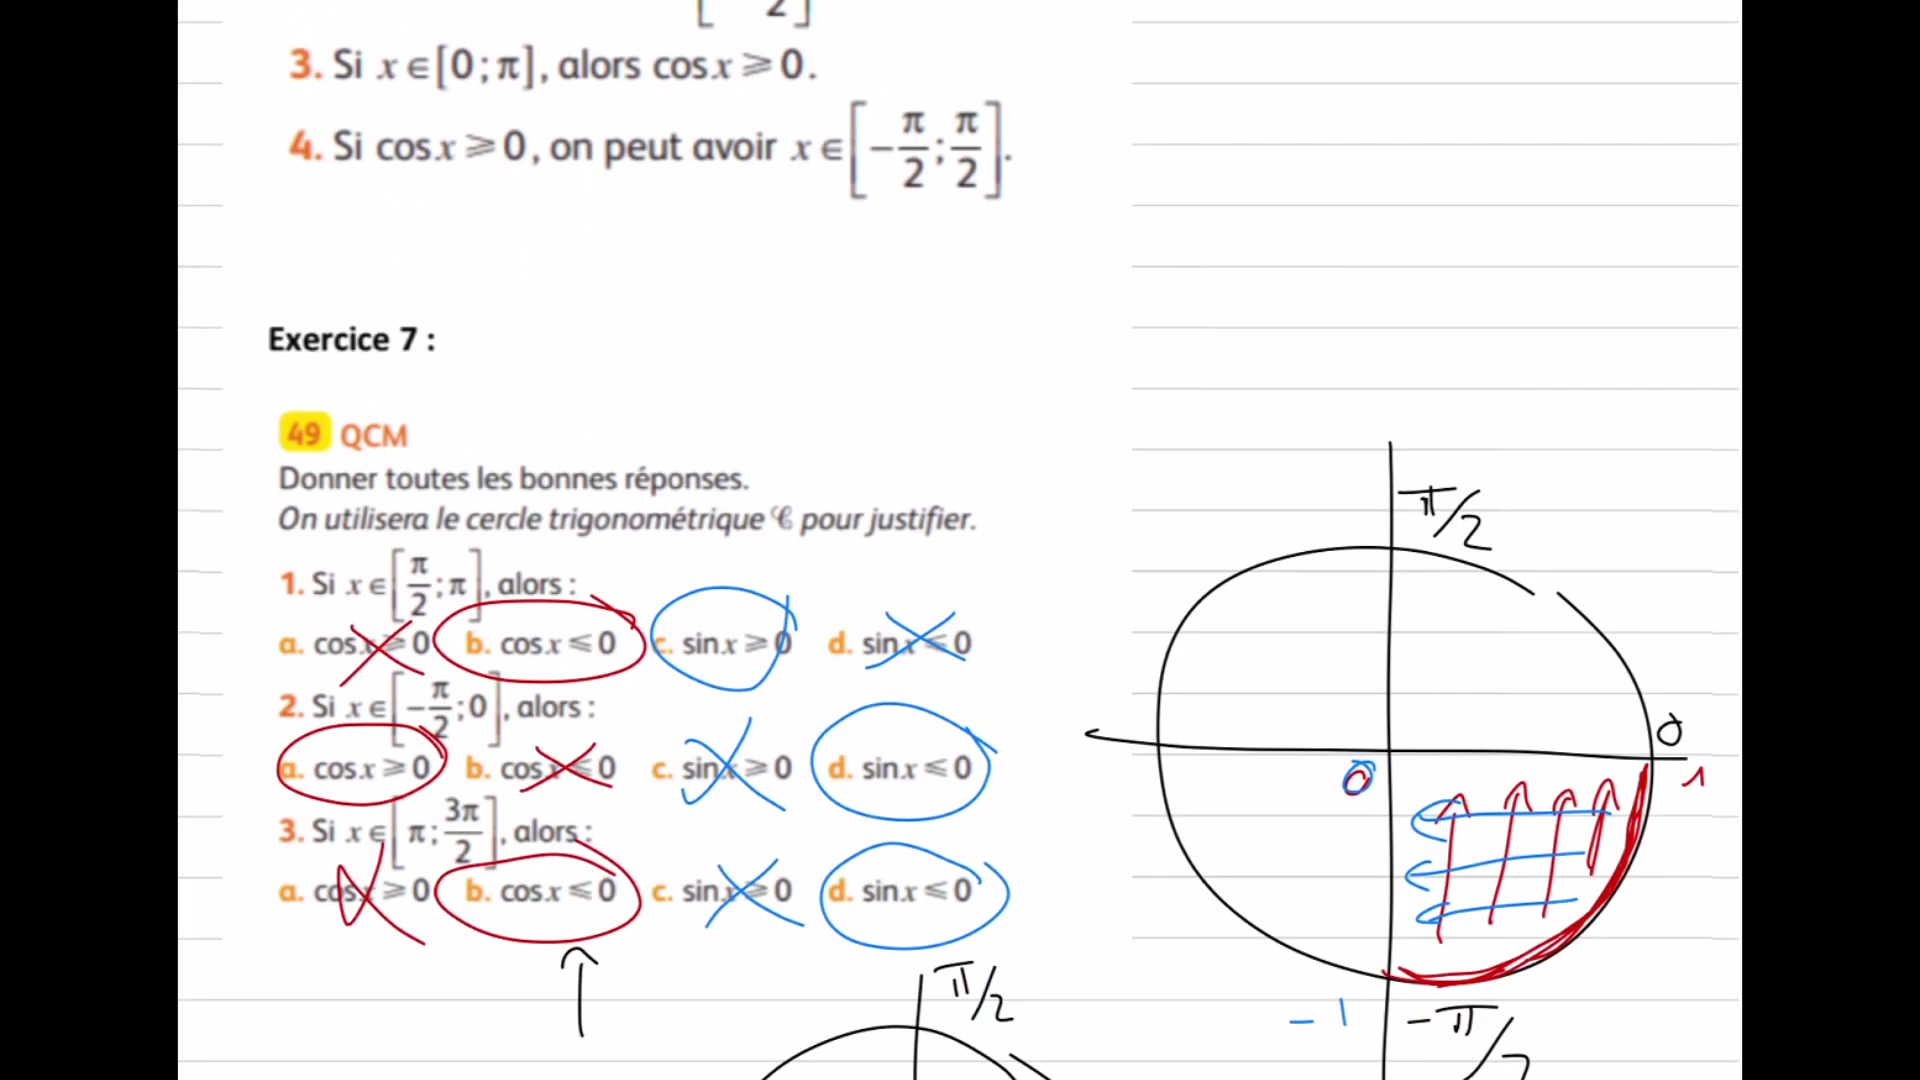 2
3. Si x ∈ [0 ; π], alors cos x ⩾ 0.
4. Si cos x ⩾ 0, on peut avoir x ∈ [−π/2 ; π/2].
Exercice 7 :
49 QCM
Donner toutes les bonnes réponses.
On utilisera le cercle trigonométrique 𝒞 pour justifier.
1. Si x ∈ [π/2 ; π], alors :
a. cos x ⩾ 0 b. cos x ⩽ 0 c. sin x ⩾ 0 d. sin x ⩽ 0
2. Si x ∈ [−π/2 ; 0], alors :
a. cos x ⩾ 0 b. cos x ⩽ 0 c. sin x ⩾ 0 d. sin x ⩽ 0
3. Si x ∈ [π ; 3π/2], alors :
a. cos x ⩾ 0 b. cos x ⩽ 0 c. sin x ⩾ 0 d. sin x ⩽ 0
π/2
0
0
1
-1
-π/2
π/2